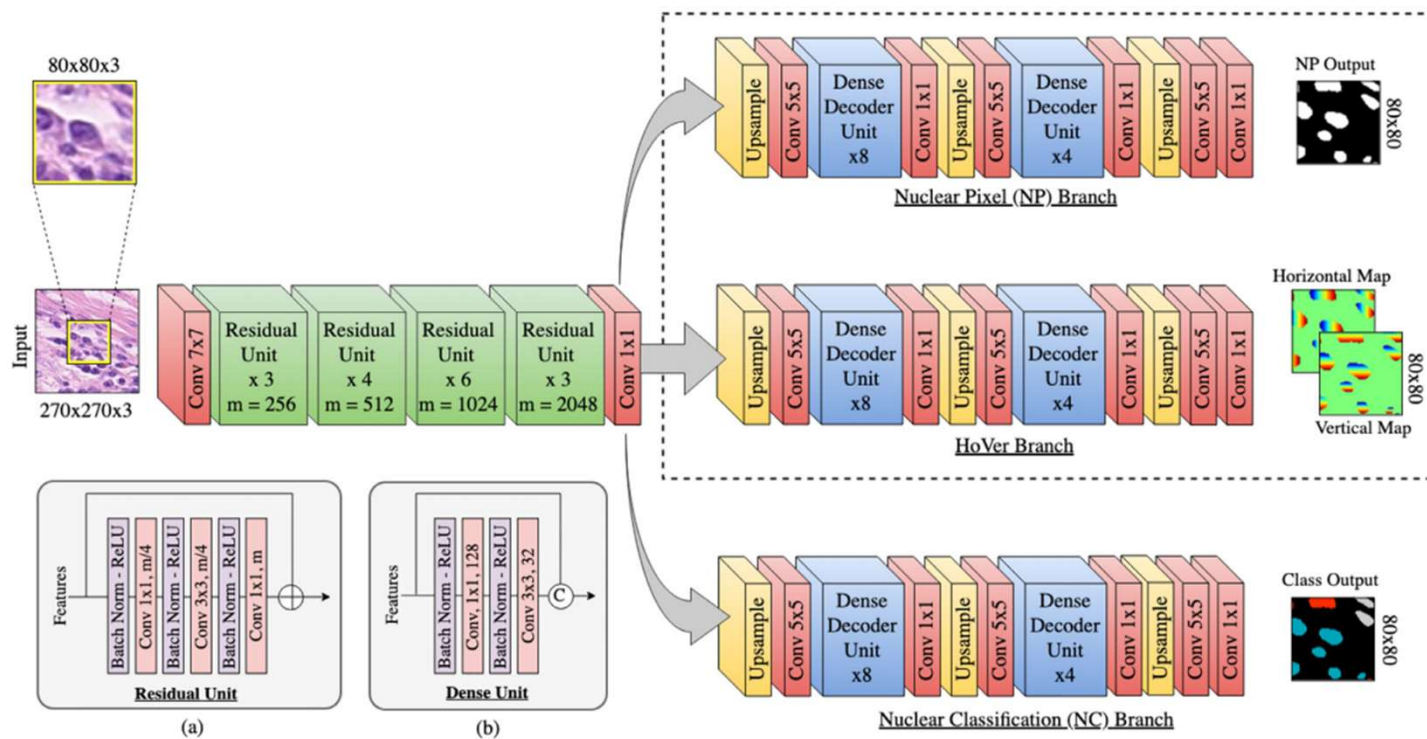 80x80x3
Input
270x270x3
Conv 7x7
Residual
Unit
x 3
m = 256
Residual
Unit
x 4
m = 512
Residual
Unit
x 6
m = 1024
Residual
Unit
x 3
m = 2048
Conv 1x1
Upsample
Conv 5x5
Dense
Decoder
Unit
x8
Conv 1x1
Upsample
Conv 5x5
Dense
Decoder
Unit
x4
Conv 1x1
Upsample
Conv 5x5
Conv 1x1
Nuclear Pixel (NP) Branch
NP Output
80x80
Upsample
Conv 5x5
Dense
Decoder
Unit
x8
Conv 1x1
Upsample
Conv 5x5
Dense
Decoder
Unit
x4
Conv 1x1
Upsample
Conv 5x5
Conv 1x1
HoVer Branch
Horizontal Map
80x80
Vertical Map
Upsample
Conv 5x5
Dense
Decoder
Unit
x8
Conv 1x1
Upsample
Conv 5x5
Dense
Decoder
Unit
x4
Conv 1x1
Upsample
Conv 5x5
Conv 1x1
Nuclear Classification (NC) Branch
Class Output
80x80
Features
Batch Norm - ReLU
Conv 1x1, m/4
Batch Norm - ReLU
Conv 3x3, m/4
Batch Norm - ReLU
Conv 1x1, m
Residual Unit
(a)
Features
Batch Norm - ReLU
Conv, 1x1, 128
Batch Norm - ReLU
Conv 3x3, 32
C
Dense Unit
(b)